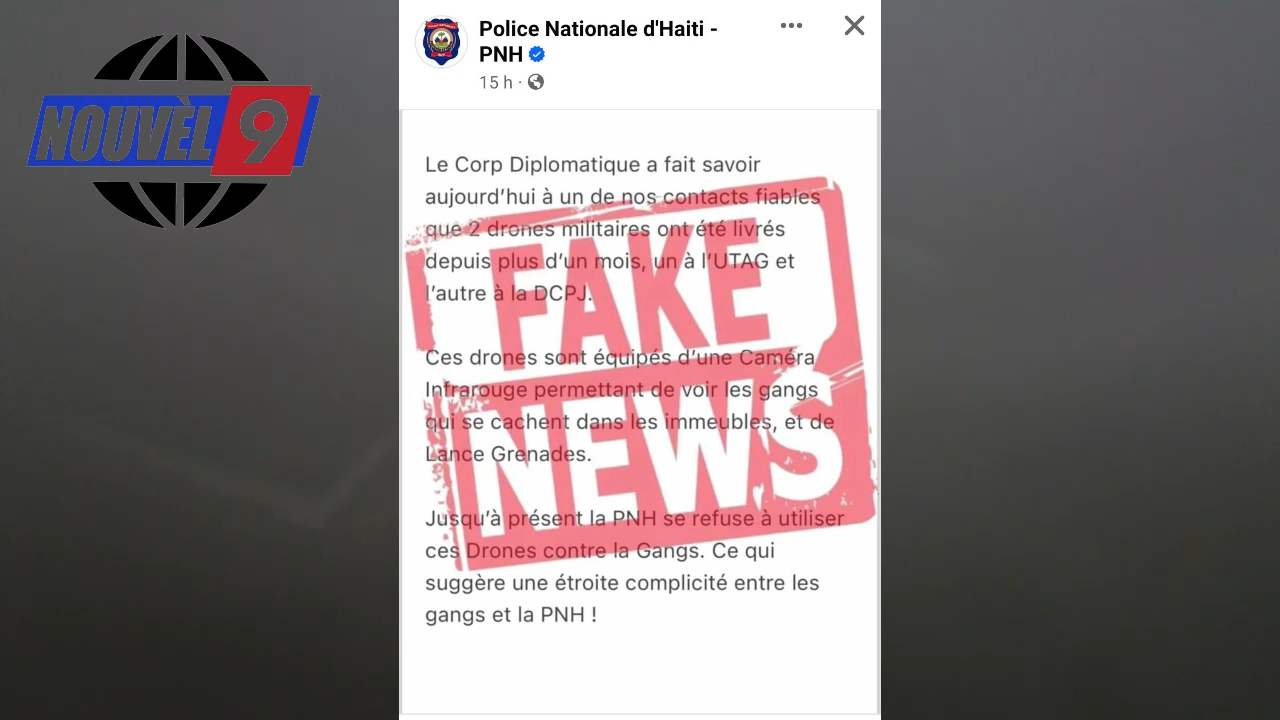 NOUVÈL 9
Police Nationale d'Haiti -
PNH
15 h ·
Le Corp Diplomatique a fait savoir
aujourd'hui à un de nos contacts fiables
que 2 drones militaires ont été livrés
depuis plus d'un mois, un à l'UTAG et
l'autre à la DCPJ.
Ces drones sont équipés d'une Caméra
Infrarouge permettant de voir les gangs
qui se cachent dans les immeubles, et de
Lance Grenades.
Jusqu'à présent la PNH se refuse à utiliser
ces Drones contre la Gangs. Ce qui
suggère une étroite complicité entre les
gangs et la PNH !
FAKE
NEWS